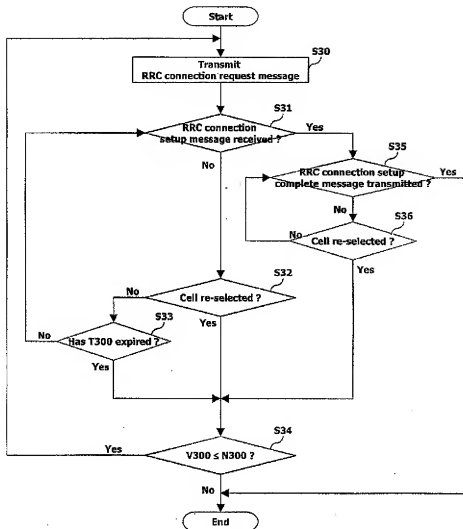 Start
S30
Transmit
RRC connection request message
S31
RRC connection
setup message received ?
Yes
No
S35
RRC connection setup
complete message transmitted ?
Yes
No
S36
Cell re-selected ?
No
Yes
S32
Cell re-selected ?
No
Yes
S33
Has T300 expired ?
No
Yes
S34
V300 ≤ N300 ?
Yes
No
End